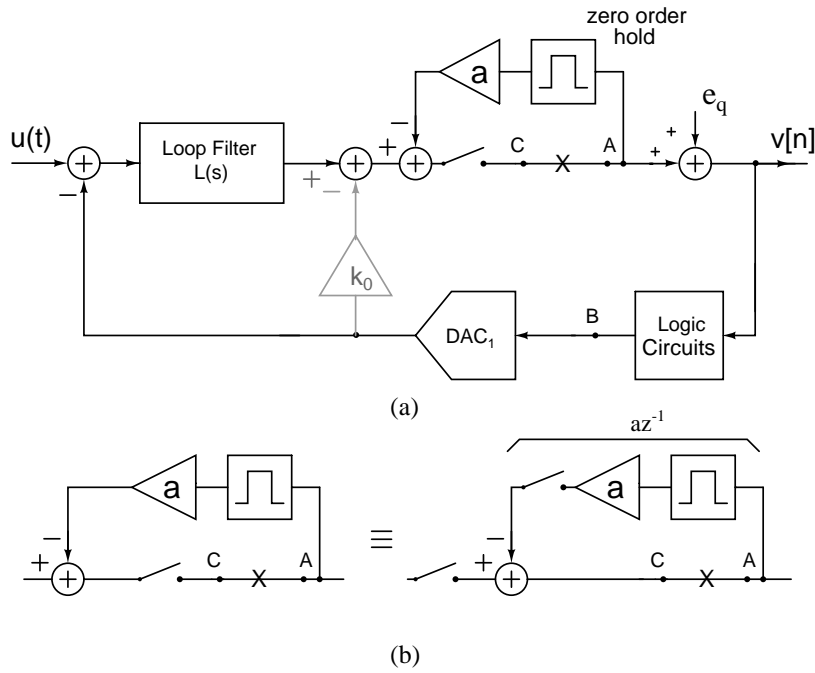 zero order
hold
a
e_q
u(t)
Loop Filter
L(s)
C
X
A
v[n]
k_0
DAC_1
B
Logic
Circuits
(a)
az^-1
a
a
C
X
A
C
X
A
(b)